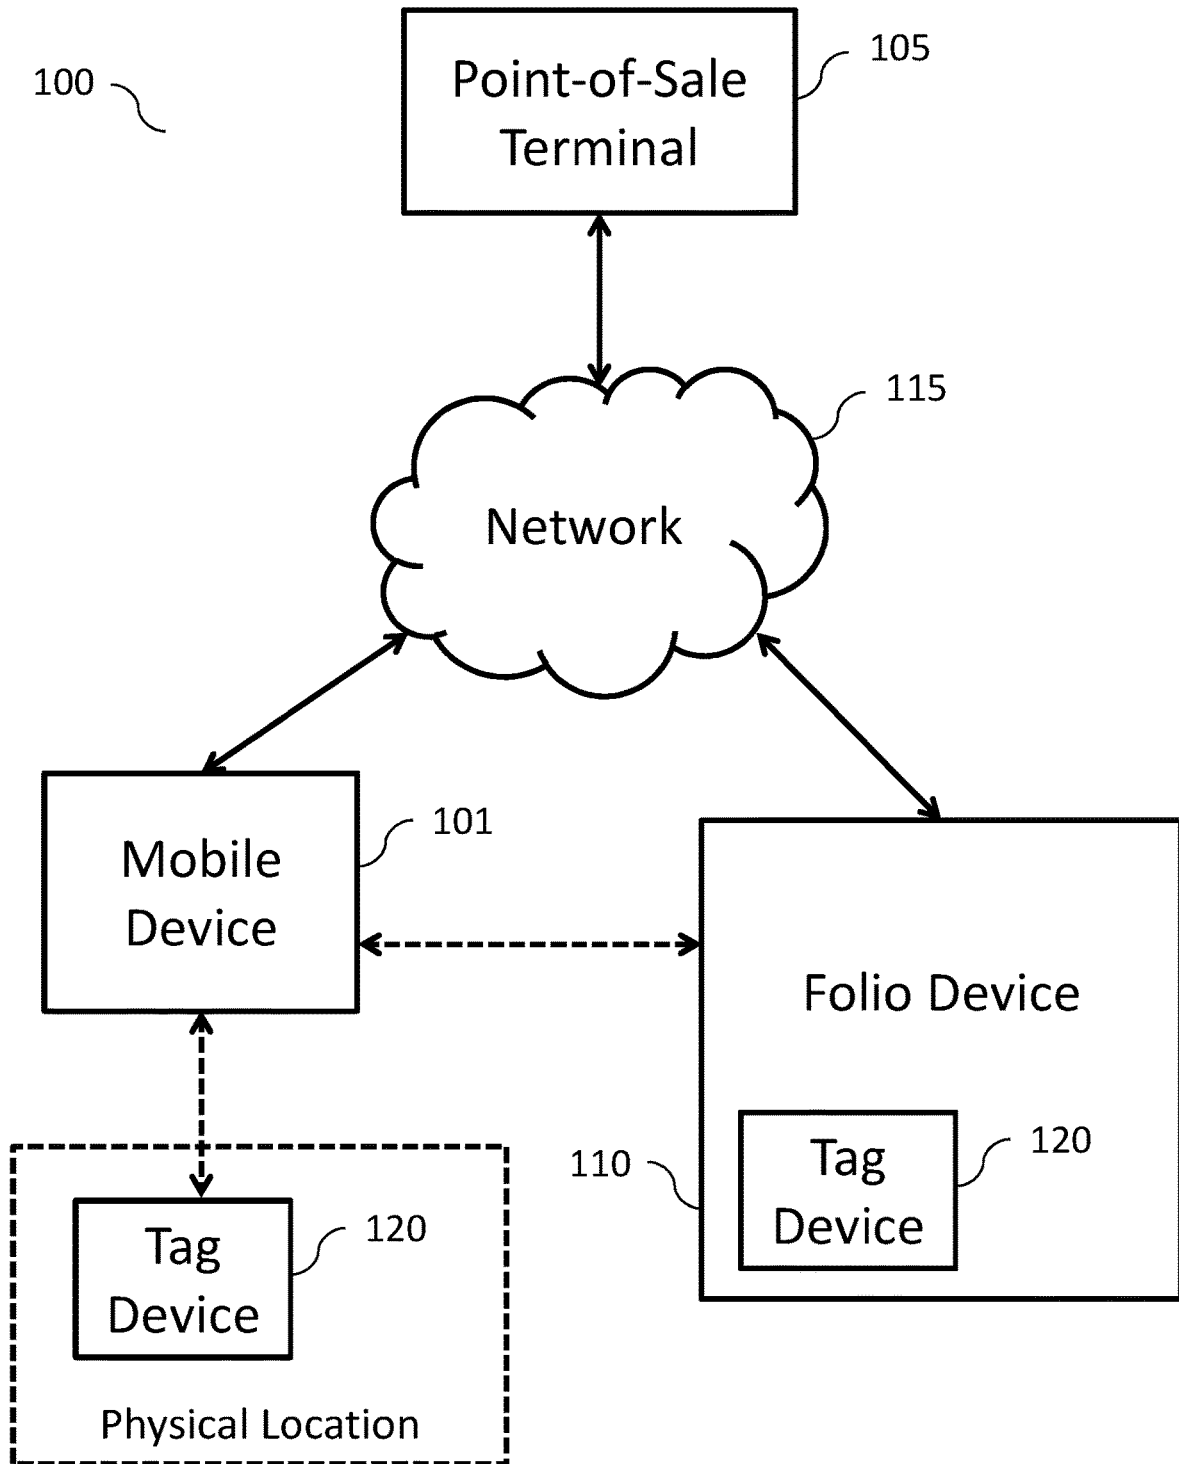 100
Point-of-Sale
Terminal
105
115
Network
Mobile
Device
101
Folio Device
110
Tag
Device
120
Tag
Device
120
Physical Location